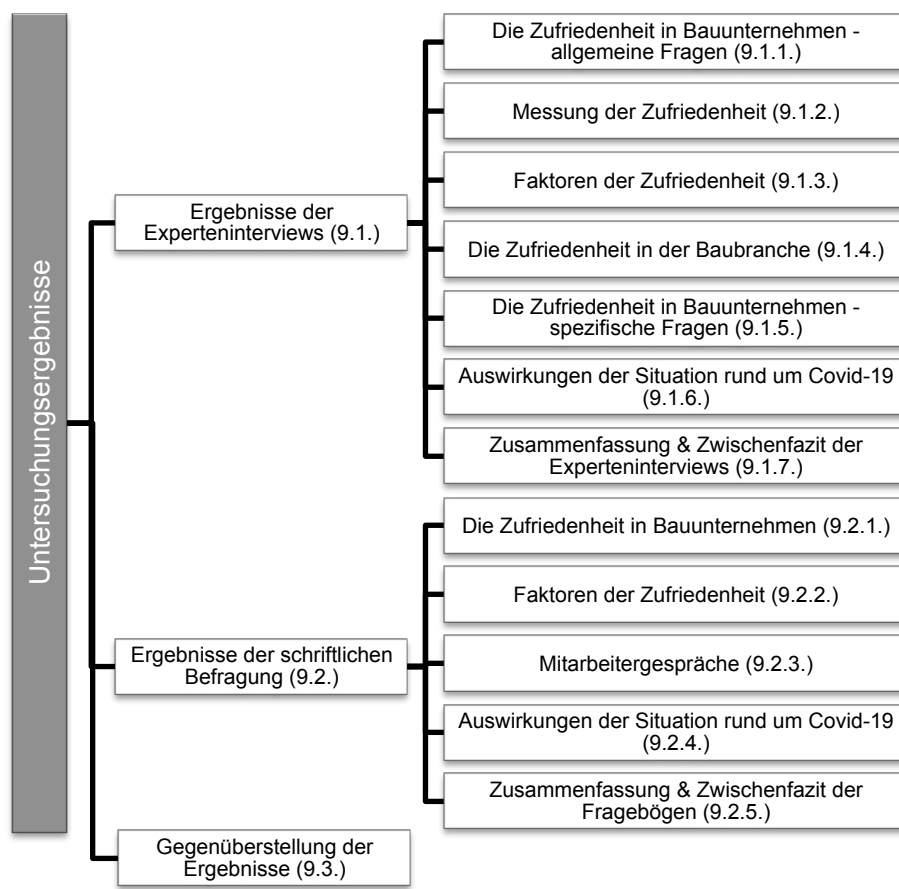 Untersuchungsergebnisse
Ergebnisse der
Experteninterviews (9.1.)
Die Zufriedenheit in Bauunternehmen -
allgemeine Fragen (9.1.1.)
Messung der Zufriedenheit (9.1.2.)
Faktoren der Zufriedenheit (9.1.3.)
Die Zufriedenheit in der Baubranche (9.1.4.)
Die Zufriedenheit in Bauunternehmen -
spezifische Fragen (9.1.5.)
Auswirkungen der Situation rund um Covid-19
(9.1.6.)
Zusammenfassung & Zwischenfazit der
Experteninterviews (9.1.7.)
Ergebnisse der schriftlichen
Befragung (9.2.)
Die Zufriedenheit in Bauunternehmen (9.2.1.)
Faktoren der Zufriedenheit (9.2.2.)
Mitarbeitergespräche (9.2.3.)
Auswirkungen der Situation rund um Covid-19
(9.2.4.)
Zusammenfassung & Zwischenfazit der
Fragebögen (9.2.5.)
Gegenüberstellung der
Ergebnisse (9.3.)